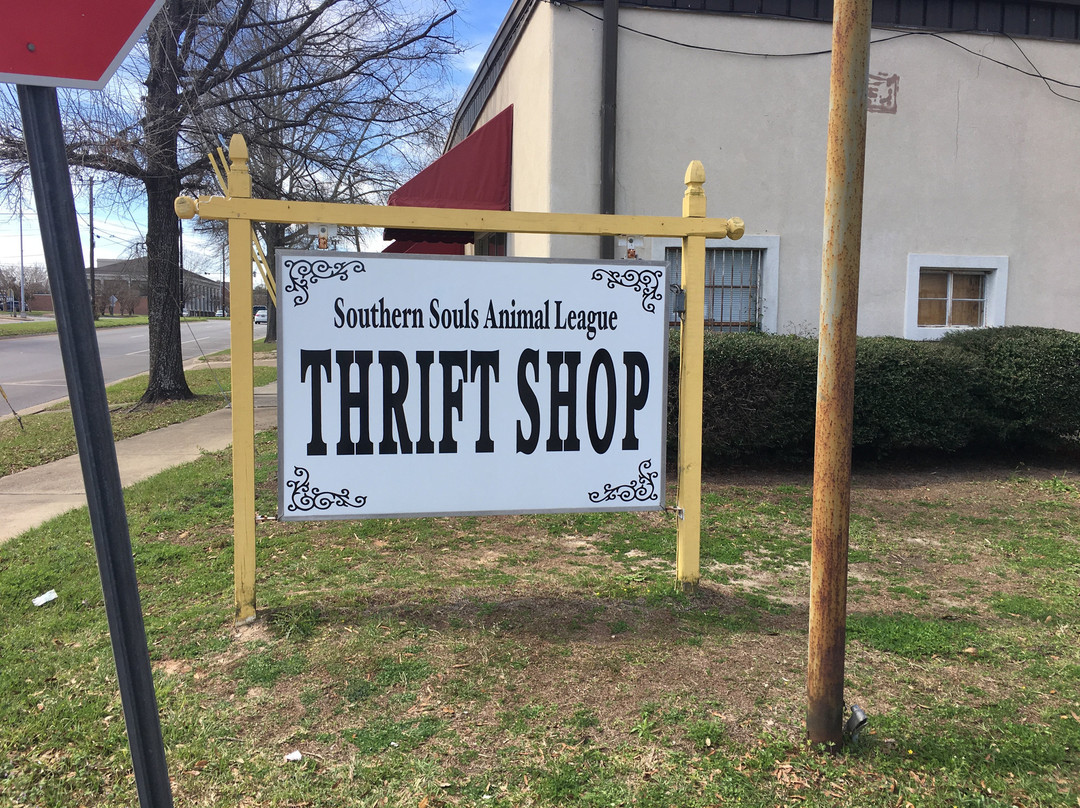 Southern Souls Animal League
THRIFT SHOP